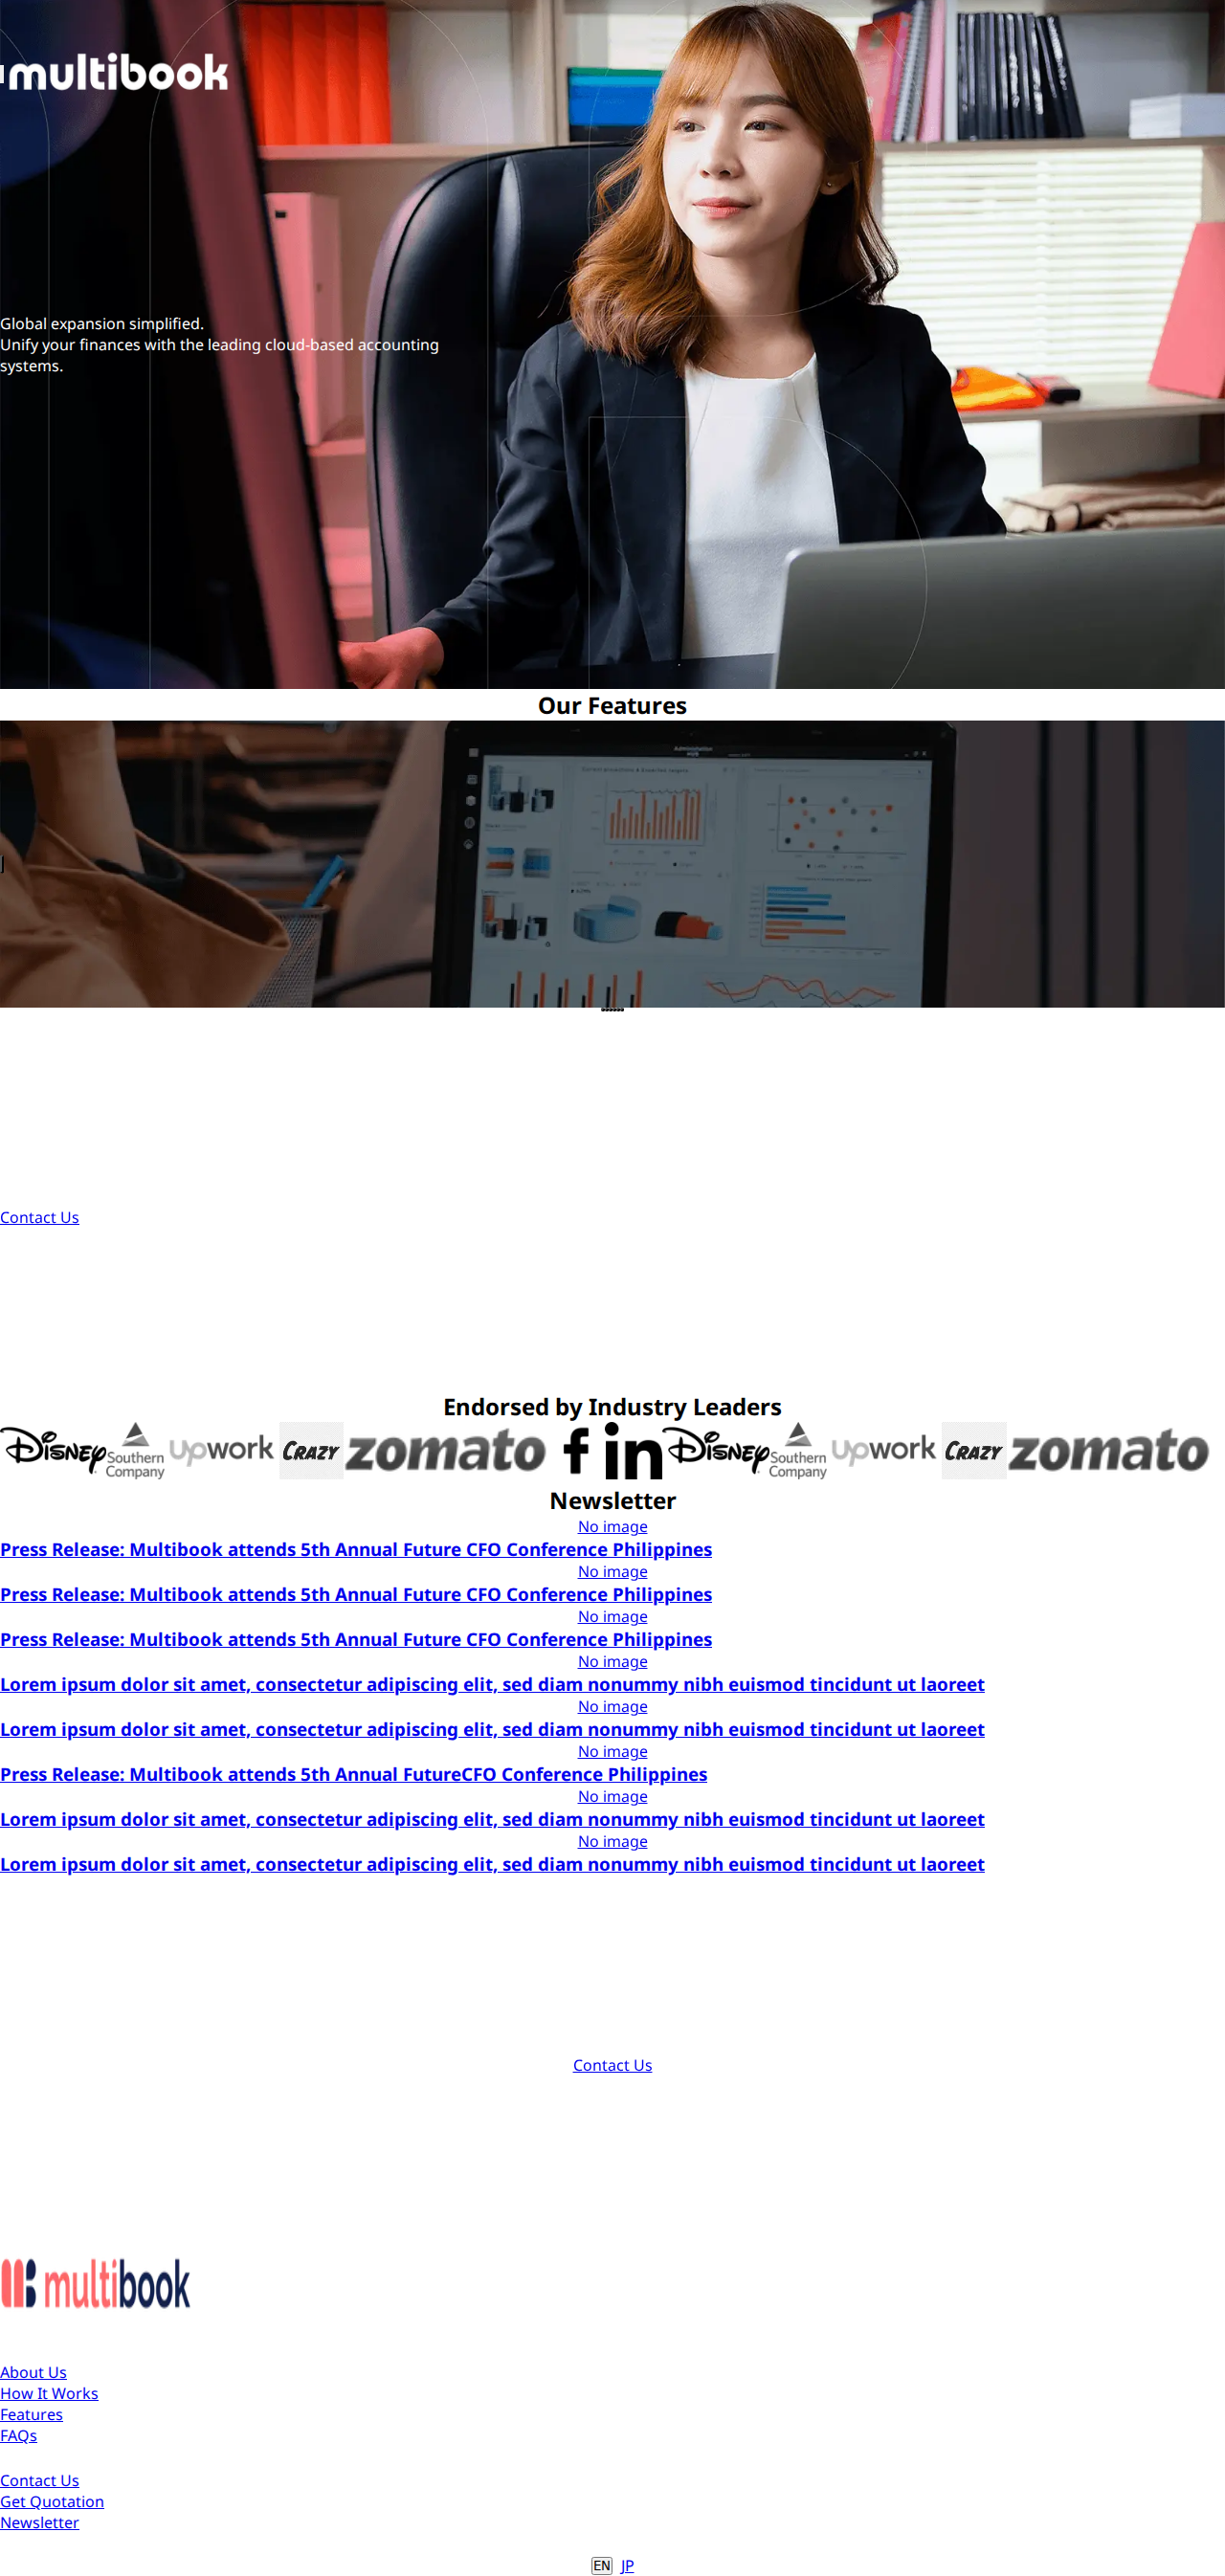 multibook
Global expansion simplified.
Unify your finances with the leading cloud-based accounting
systems.
Our Features
Contact Us
Endorsed by Industry Leaders
Disney Southern Company upwork CRAZY zomato f in Disney Southern Company upwork CRAZY zomato
Newsletter
No image
Press Release: Multibook attends 5th Annual Future CFO Conference Philippines
No image
Press Release: Multibook attends 5th Annual Future CFO Conference Philippines
No image
Press Release: Multibook attends 5th Annual Future CFO Conference Philippines
No image
Lorem ipsum dolor sit amet, consectetur adipiscing elit, sed diam nonummy nibh euismod tincidunt ut laoreet
No image
Lorem ipsum dolor sit amet, consectetur adipiscing elit, sed diam nonummy nibh euismod tincidunt ut laoreet
No image
Press Release: Multibook attends 5th Annual FutureCFO Conference Philippines
No image
Lorem ipsum dolor sit amet, consectetur adipiscing elit, sed diam nonummy nibh euismod tincidunt ut laoreet
No image
Lorem ipsum dolor sit amet, consectetur adipiscing elit, sed diam nonummy nibh euismod tincidunt ut laoreet
Contact Us
multibook
About Us
How It Works
Features
FAQs
Contact Us
Get Quotation
Newsletter
EN JP